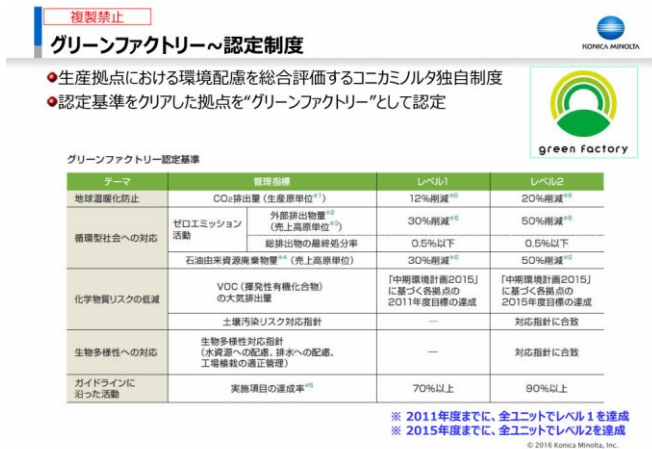 複製禁止
グリーンファクトリー~認定制度
KONICA MINOLTA
●生産拠点における環境配慮を総合評価するコニカミノルタ独自制度
●認定基準をクリアした拠点を“グリーンファクトリー”として認定
green factory
グリーンファクトリー認定基準
テーマ 管理指標 レベル1 レベル2
地球温暖化防止 CO2排出量(生産原単位※1) 12%削減※6 20%削減※6
循環型社会への対応 ゼロエミッション
活動
外部排出物量※2
(売上高原単位※3) 30%削減※6 50%削減※6
総排出物の最終処分率 0.5%以下 0.5%以下
石油由来資源廃棄物量※4(売上高原単位) 30%削減※6 50%削減※6
化学物質リスクの低減 VOC(揮発性有機化合物)
の大気排出量
「中期環境計画2015」
に基づく各拠点の
2011年度目標の達成
「中期環境計画2015」
に基づく各拠点の
2015年度目標の達成
土壌汚染リスク対応指針 — 対応指針に合致
生物多様性への対応 生物多様性対応指針
(水資源への配慮、排水への配慮、
工場植栽の適正管理)
— 対応指針に合致
ガイドラインに
沿った活動
実施項目の達成率※5 70%以上 90%以上
※ 2011年度までに、全ユニットでレベル1を達成
※ 2015年度までに、全ユニットでレベル2を達成
© 2016 Konica Minolta, Inc.